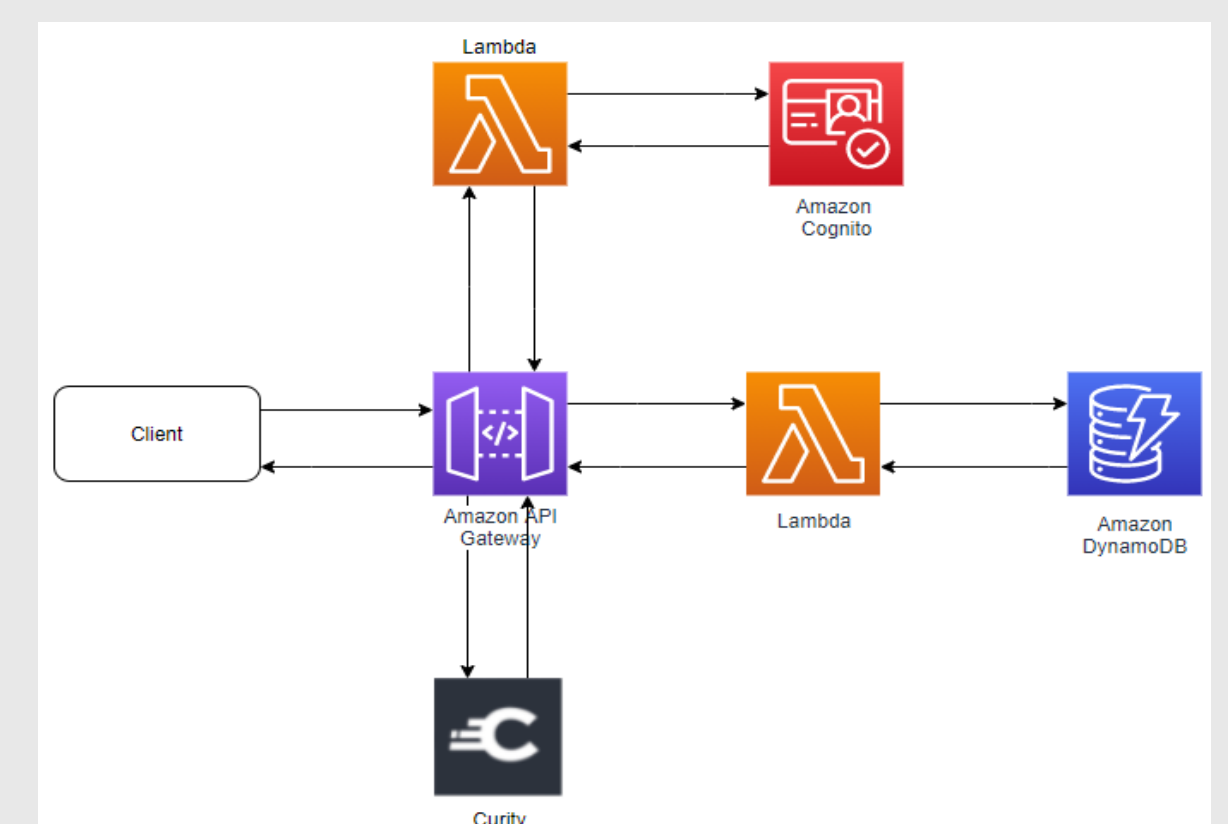 Lambda
Amazon
Cognito
Client
</>
Amazon API
Gateway
Lambda
Amazon
DynamoDB
Curity